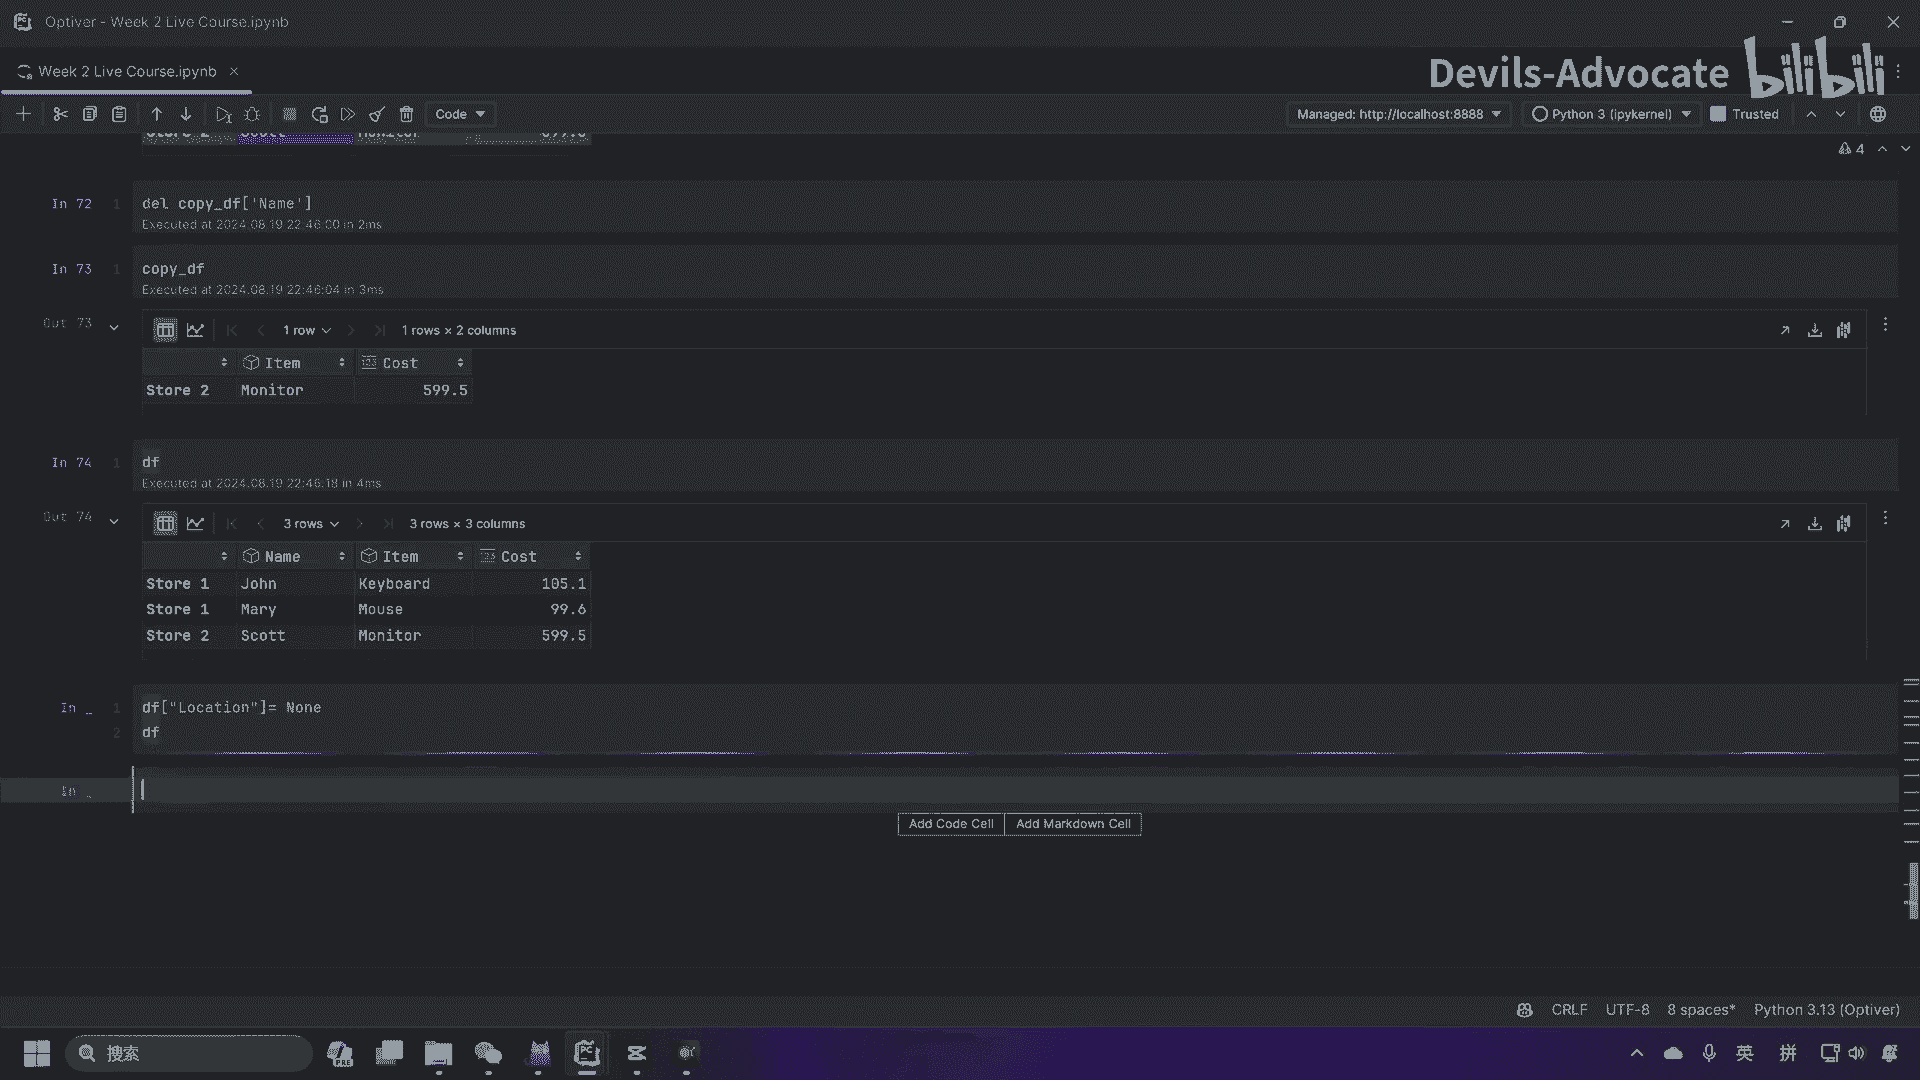 Optiver - Week 2 Live Course.ipynb
Week 2 Live Course.ipynb
Devils-Advocate bilibili
Code
Managed: http://localhost:8888
Python 3 (ipykernel)
Trusted
4
In 72 1 del copy_df['Name']
Executed at 2024.08.19 22:46:00 in 2ms
In 73 1 copy_df
Executed at 2024.08.19 22:46:04 in 3ms
Out 73 1 row 1 rows × 2 columns
Item Cost
Store 2 Monitor 599.5
In 74 1 df
Executed at 2024.08.19 22:46:18 in 4ms
Out 74 3 rows 3 rows × 3 columns
Name Item Cost
Store 1 John Keyboard 105.1
Store 1 Mary Mouse 99.6
Store 2 Scott Monitor 599.5
In _ 1 df["Location"]= None
2 df
In _
Add Code Cell Add Markdown Cell
CRLF UTF-8 8 spaces* Python 3.13 (Optiver)
搜索 英 拼